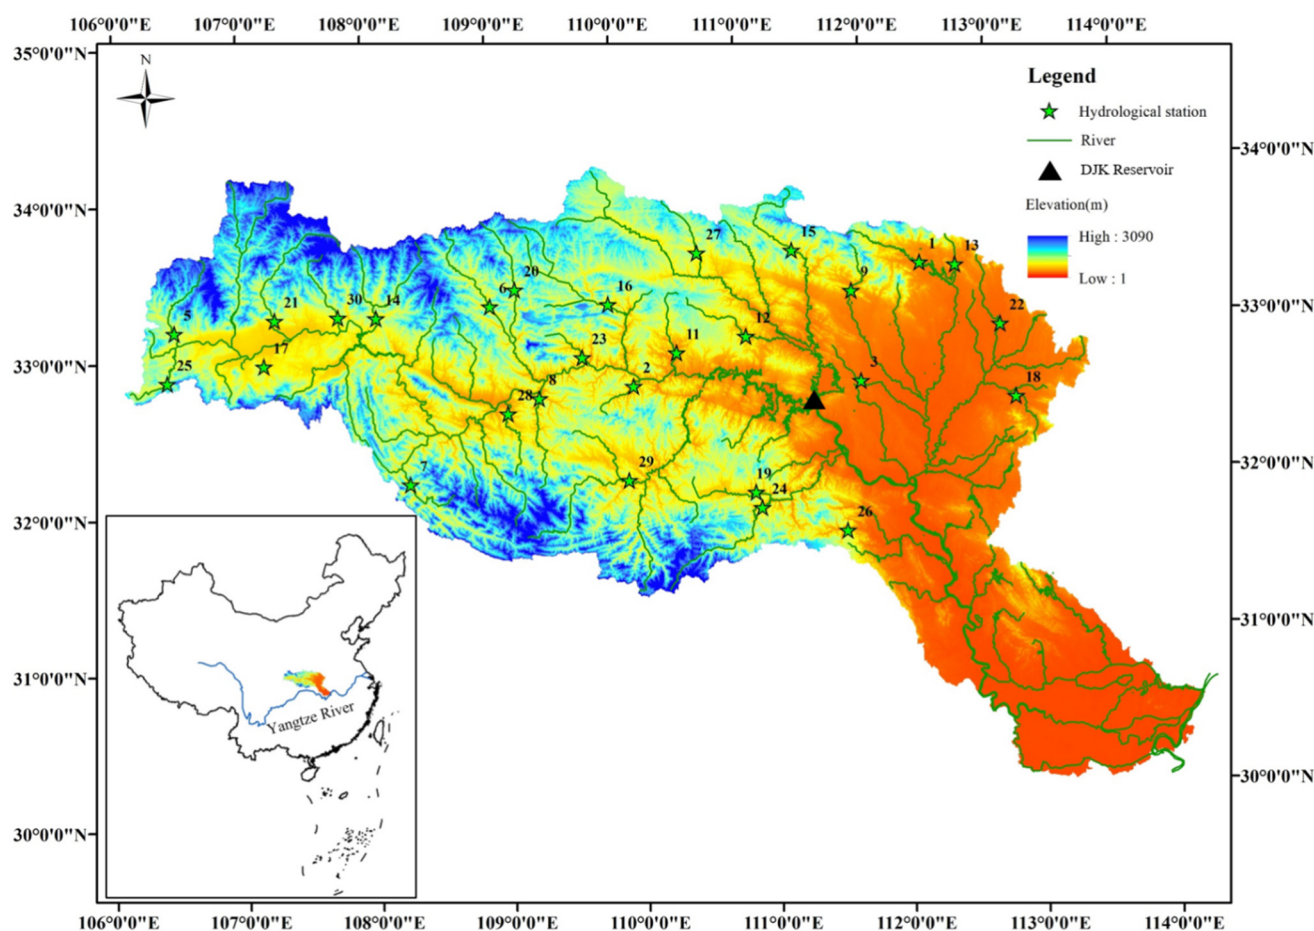 106°0'0"E 107°0'0"E 108°0'0"E 109°0'0"E 110°0'0"E 111°0'0"E 112°0'0"E 113°0'0"E 114°0'0"E
35°0'0"N
34°0'0"N
33°0'0"N
32°0'0"N
31°0'0"N
30°0'0"N
N
Legend
Hydrological station
River
DJK Reservoir
Elevation(m)
High : 3090
Low : 1
34°0'0"N
33°0'0"N
32°0'0"N
31°0'0"N
30°0'0"N
27
15
1
13
20
6
9
16
21
30
14
5
22
12
11
17
23
25
2
3
18
8
28
7
29
19
24
26
Yangtze River
106°0'0"E 107°0'0"E 108°0'0"E 109°0'0"E 110°0'0"E 111°0'0"E 112°0'0"E 113°0'0"E 114°0'0"E